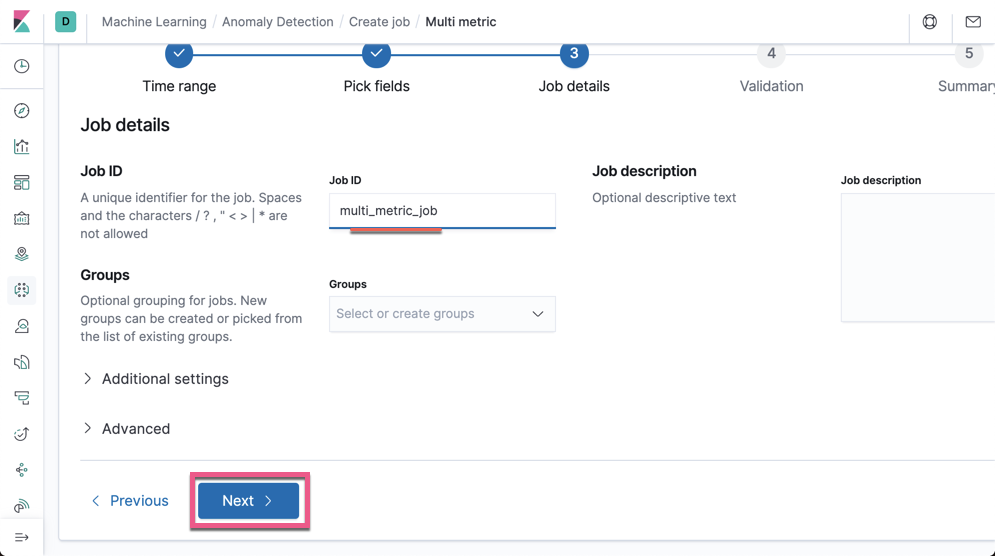 D Machine Learning / Anomaly Detection / Create job / Multi metric
3 4 5
Time range Pick fields Job details Validation Summary
Job details
Job ID
A unique identifier for the job. Spaces
and the characters / ? , " < > | * are
not allowed
Job ID
multi_metric_job
Job description
Optional descriptive text
Job description
Groups
Optional grouping for jobs. New
groups can be created or picked from
the list of existing groups.
Groups
Select or create groups
Additional settings
Advanced
Previous Next